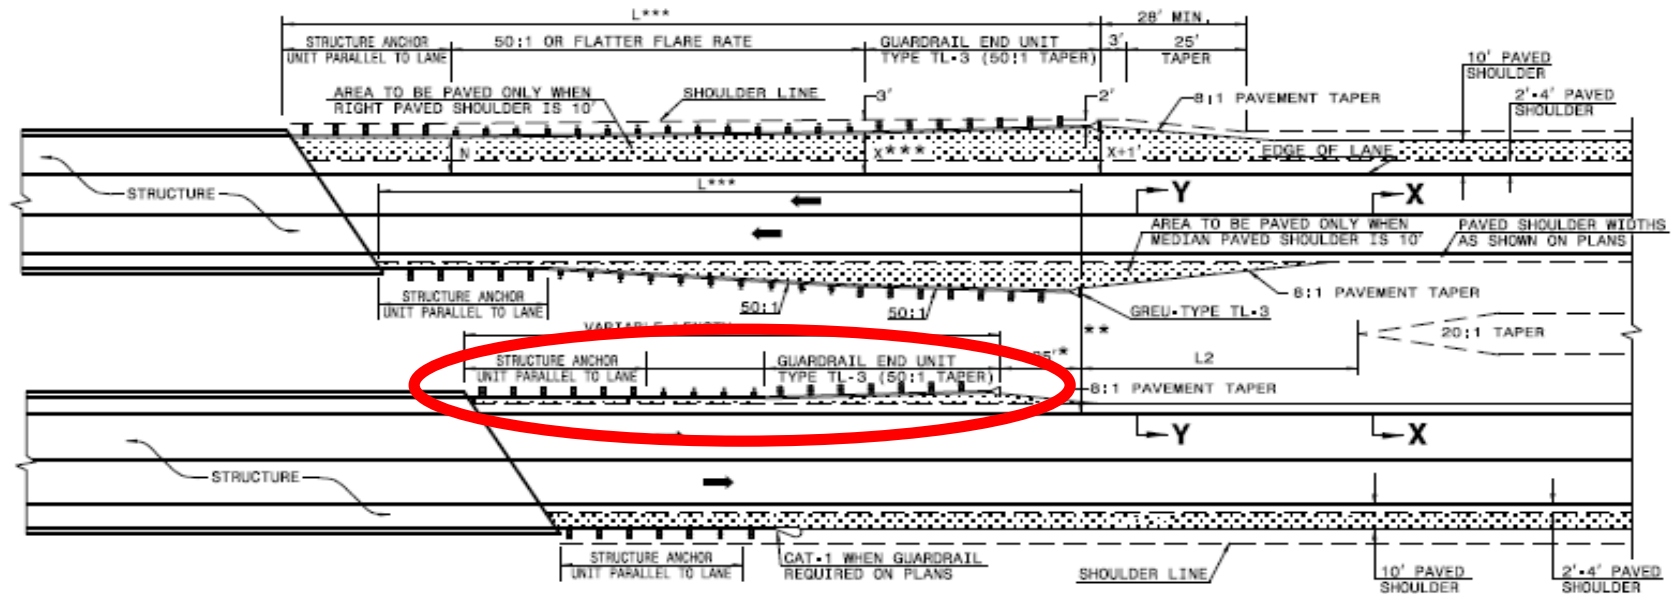 L***
28' MIN.
STRUCTURE ANCHOR
UNIT PARALLEL TO LANE
50:1 OR FLATTER FLARE RATE
GUARDRAIL END UNIT
TYPE TL-3 (50:1 TAPER)
3'
25'
TAPER
10' PAVED
SHOULDER
AREA TO BE PAVED ONLY WHEN
RIGHT PAVED SHOULDER IS 10'
SHOULDER LINE
3'
2'
8:1 PAVEMENT TAPER
2'-4' PAVED
SHOULDER
N
X***
X+1'
EDGE OF LANE
STRUCTURE
L***
Y
X
AREA TO BE PAVED ONLY WHEN
MEDIAN PAVED SHOULDER IS 10'
PAVED SHOULDER WIDTHS
AS SHOWN ON PLANS
STRUCTURE ANCHOR
UNIT PARALLEL TO LANE
50:1
50:1
8:1 PAVEMENT TAPER
GREU-TYPE TL-3
VARIABLE LENGTH
**
20:1 TAPER
STRUCTURE ANCHOR
UNIT PARALLEL TO LANE
GUARDRAIL END UNIT
TYPE TL-3 (50:1 TAPER)
L2
8:1 PAVEMENT TAPER
Y
X
STRUCTURE
STRUCTURE ANCHOR
UNIT PARALLEL TO LANE
CAT-1 WHEN GUARDRAIL
REQUIRED ON PLANS
SHOULDER LINE
10' PAVED
SHOULDER
2'-4' PAVED
SHOULDER